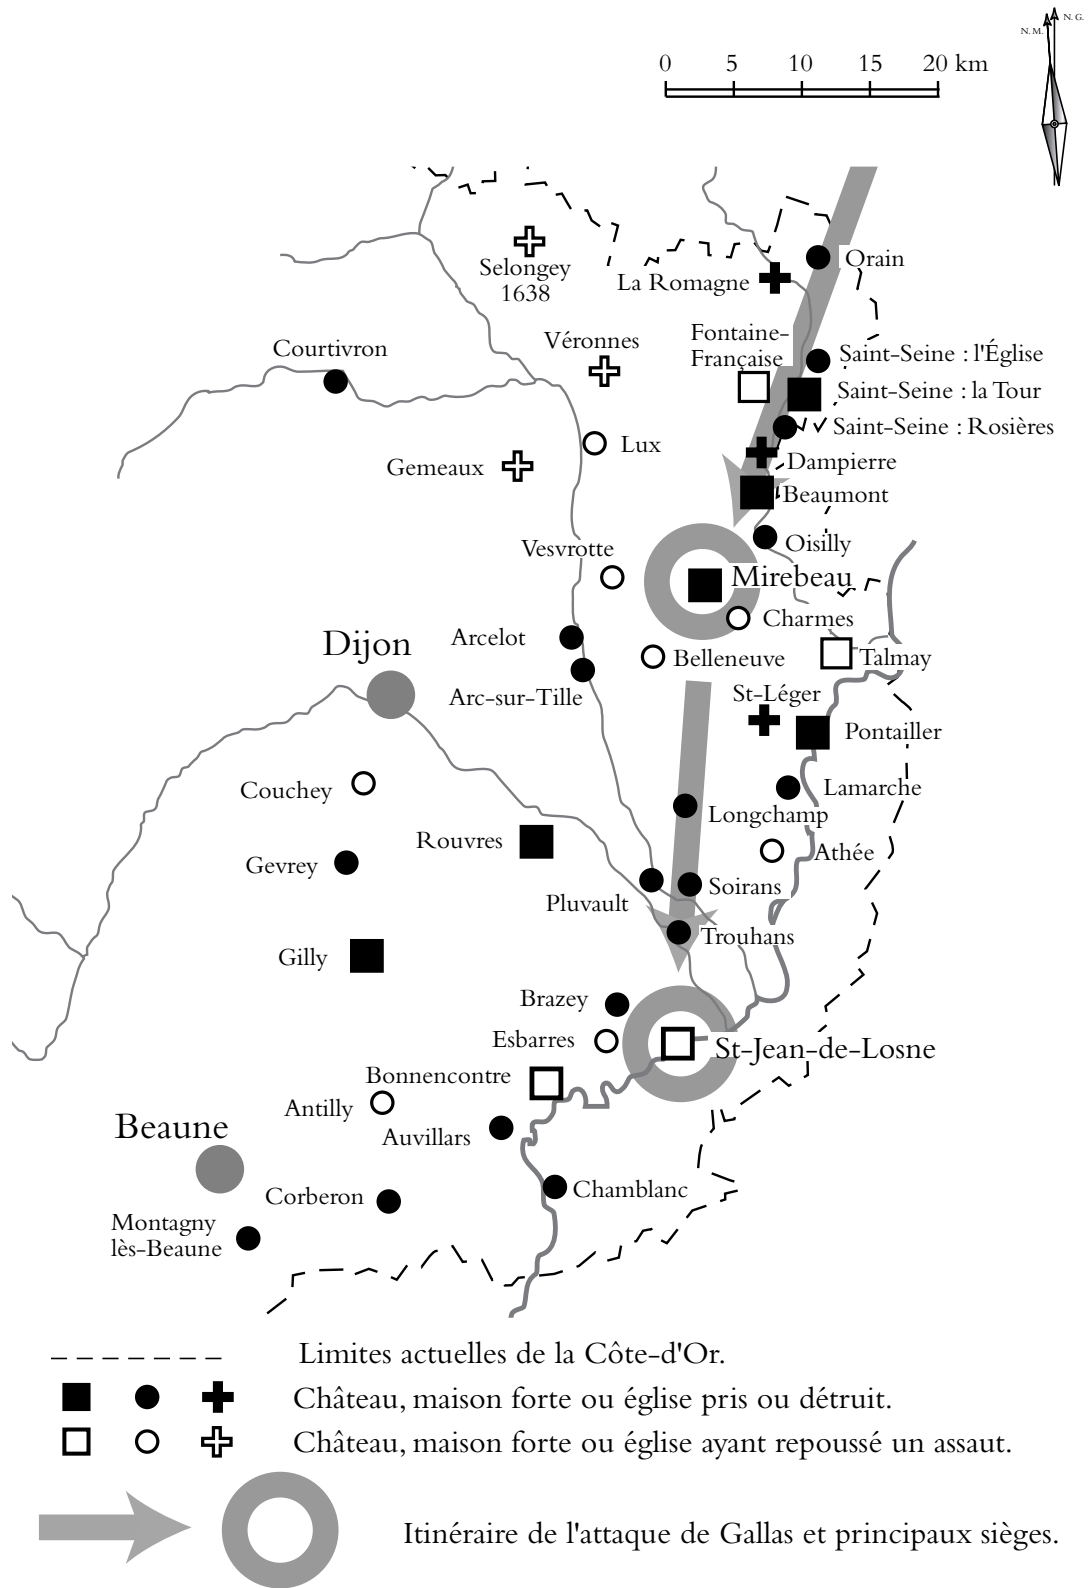 N. M.
N. G.
0 5 10 15 20 km
Orain
Selongey
1638
La Romagne
Fontaine-
Française
Véronnes
Courtivron
Saint-Seine : l'Église
Saint-Seine : la Tour
Saint-Seine : Rosières
Lux
Gemeaux
Dampierre
Beaumont
Oisilly
Vesvrotte
Mirebeau
Charmes
Arcelot
Dijon
Belleneuve
Talmay
Arc-sur-Tille
St-Léger
Pontailler
Couchey
Lamarche
Longchamp
Rouvres
Athée
Gevrey
Soirans
Pluvault
Trouhans
Gilly
Brazey
Esbarres
St-Jean-de-Losne
Bonnencontre
Antilly
Beaune
Auvillars
Corberon
Chamblanc
Montagny
lès-Beaune
Limites actuelles de la Côte-d'Or.
Château, maison forte ou église pris ou détruit.
Château, maison forte ou église ayant repoussé un assaut.
Itinéraire de l'attaque de Gallas et principaux sièges.